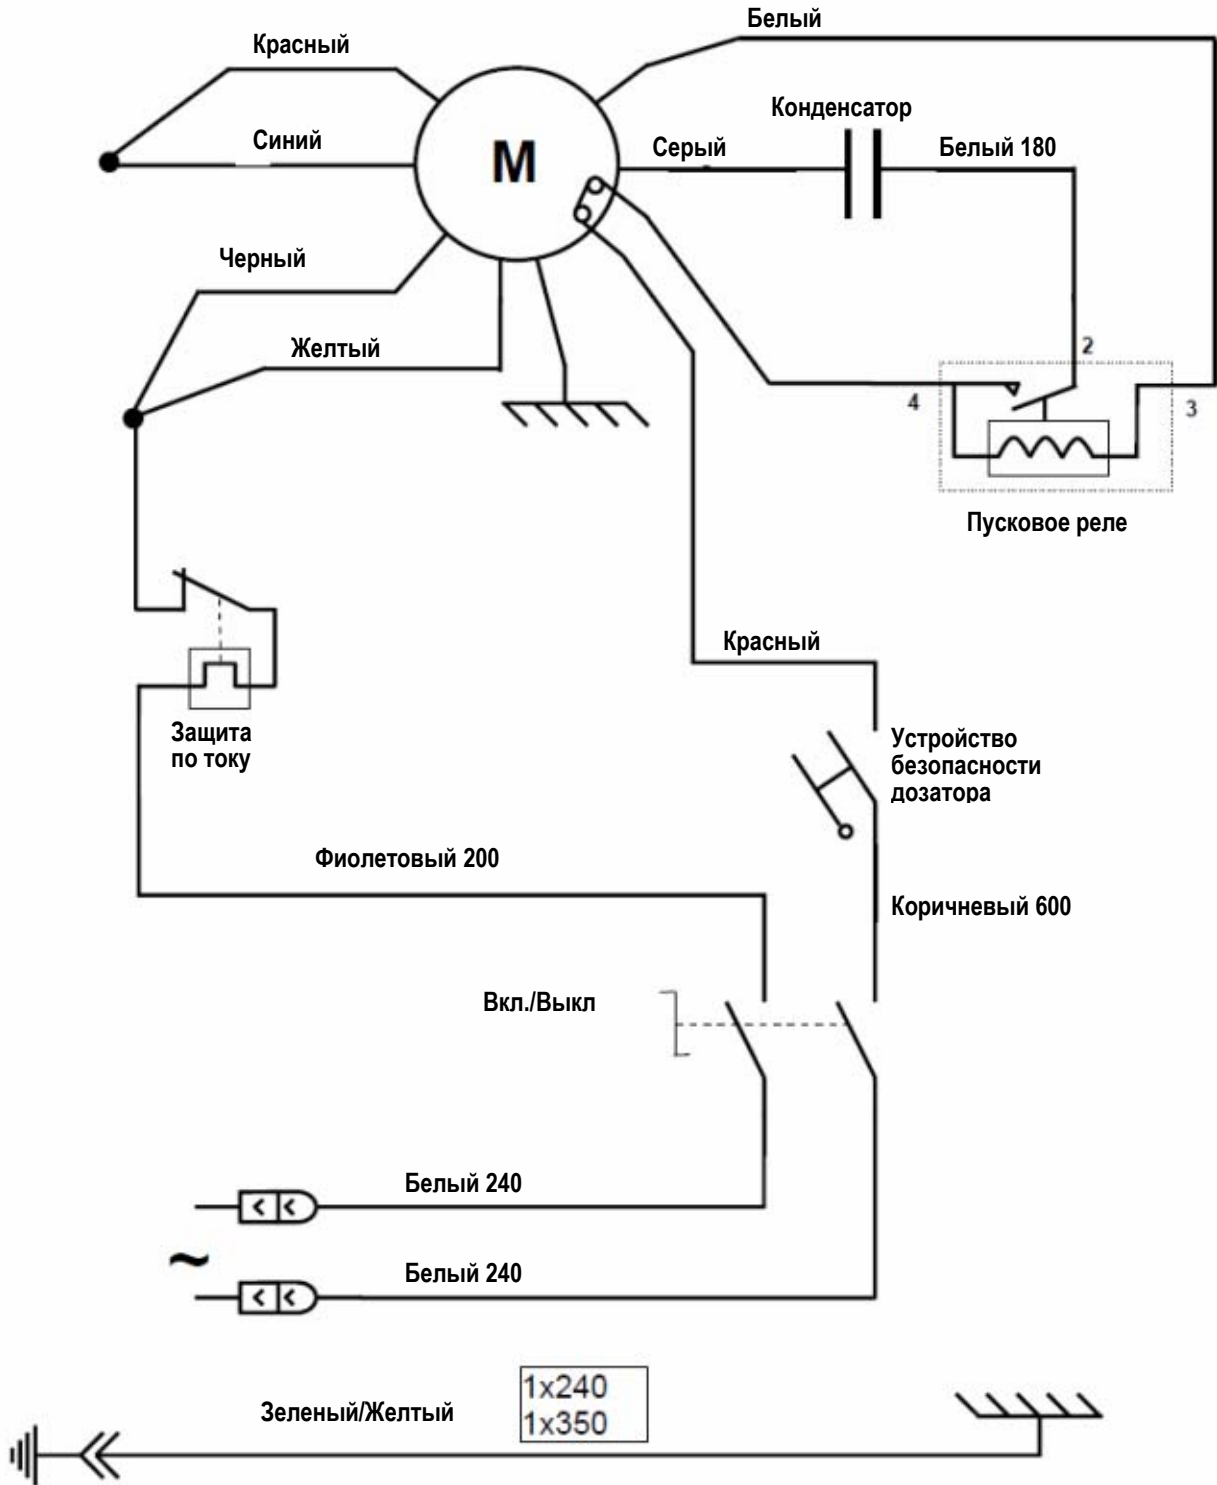 Белый
Красный
Конденсатор
Синий
М
Серый
Белый 180
Черный
Желтый
2
4
3
Пусковое реле
Красный
Защита
по току
Устройство
безопасности
дозатора
Фиолетовый 200
Коричневый 600
Вкл./Выкл
Белый 240
~
Белый 240
1x240
1x350
Зеленый/Желтый